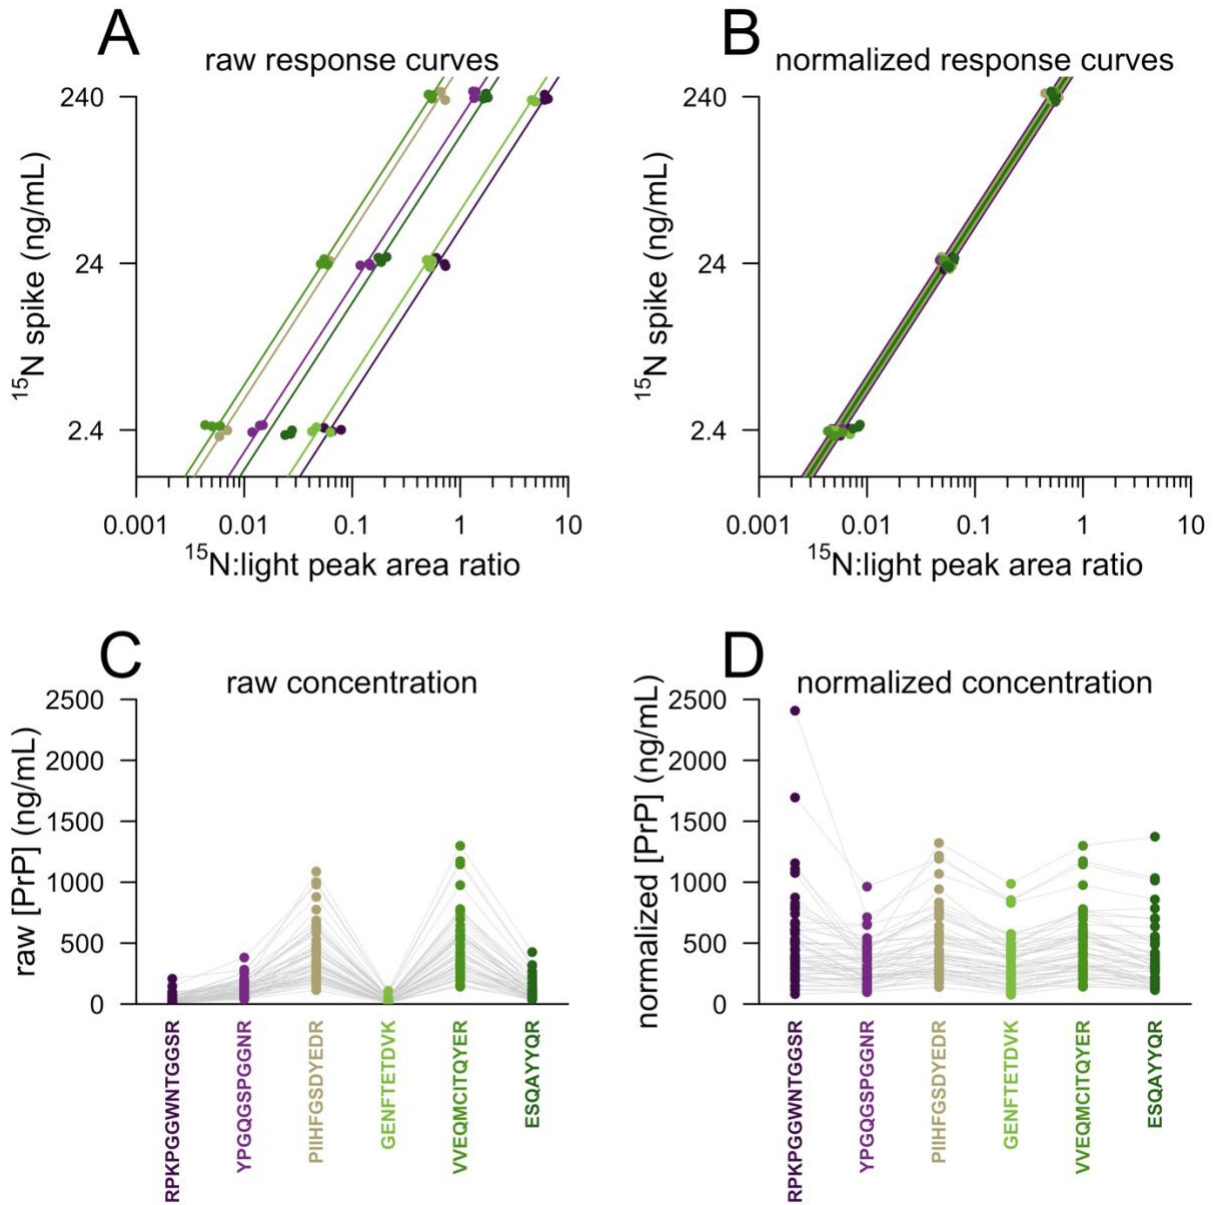 A
raw response curves
240
24
2.4
¹⁵N spike (ng/mL)
0.001 0.01 0.1 1 10
¹⁵N:light peak area ratio
B
normalized response curves
240
24
2.4
¹⁵N spike (ng/mL)
0.001 0.01 0.1 1 10
¹⁵N:light peak area ratio
C
raw concentration
2500
2000
1500
1000
500
0
raw [PrP] (ng/mL)
RPKPGGWNTGGSR
YPGQGSPGGNR
PIIHFGSDYEDR
GENFTETDVK
VVEQMCITQYER
ESQAYYQR
D
normalized concentration
2500
2000
1500
1000
500
0
normalized [PrP] (ng/mL)
RPKPGGWNTGGSR
YPGQGSPGGNR
PIIHFGSDYEDR
GENFTETDVK
VVEQMCITQYER
ESQAYYQR